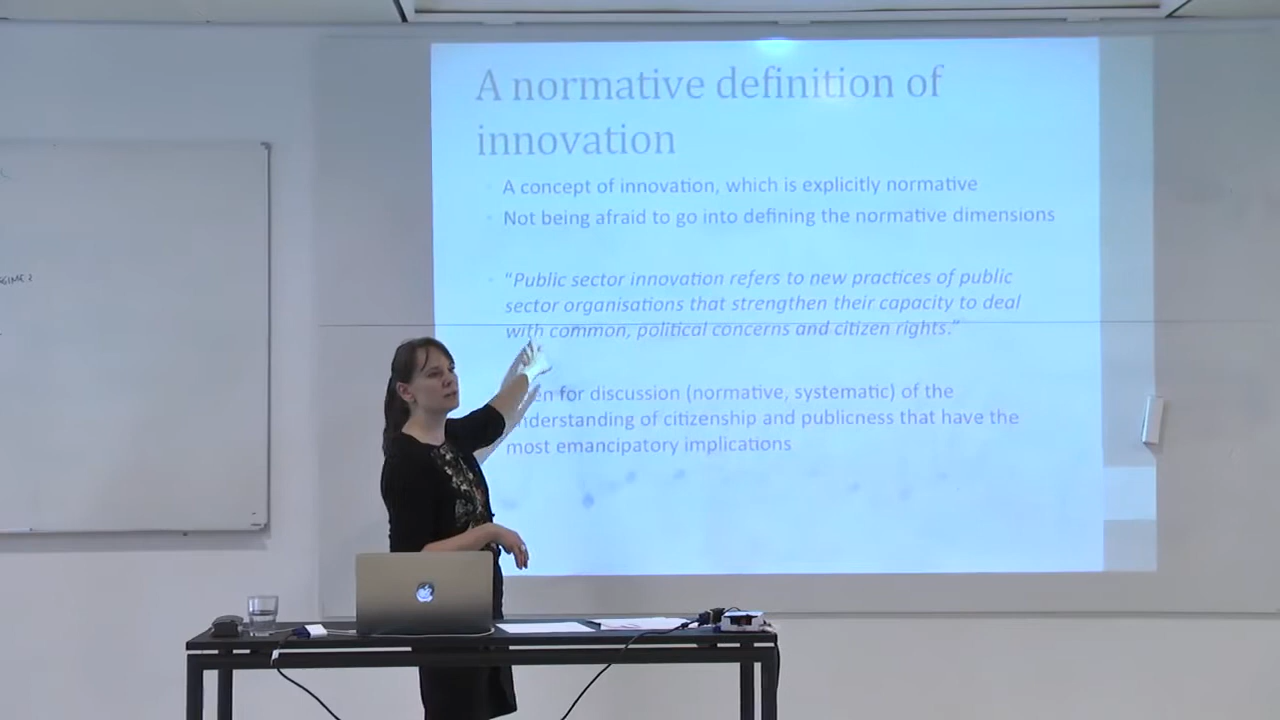 A normative definition of
innovation
A concept of innovation, which is explicitly normative
Not being afraid to go into defining the normative dimensions
"Public sector innovation refers to new practices of public
sector organisations that strengthen their capacity to deal
with common, political concerns and citizen rights."
for discussion (normative, systematic) of the
understanding of citizenship and publicness that have the
most emancipatory implications